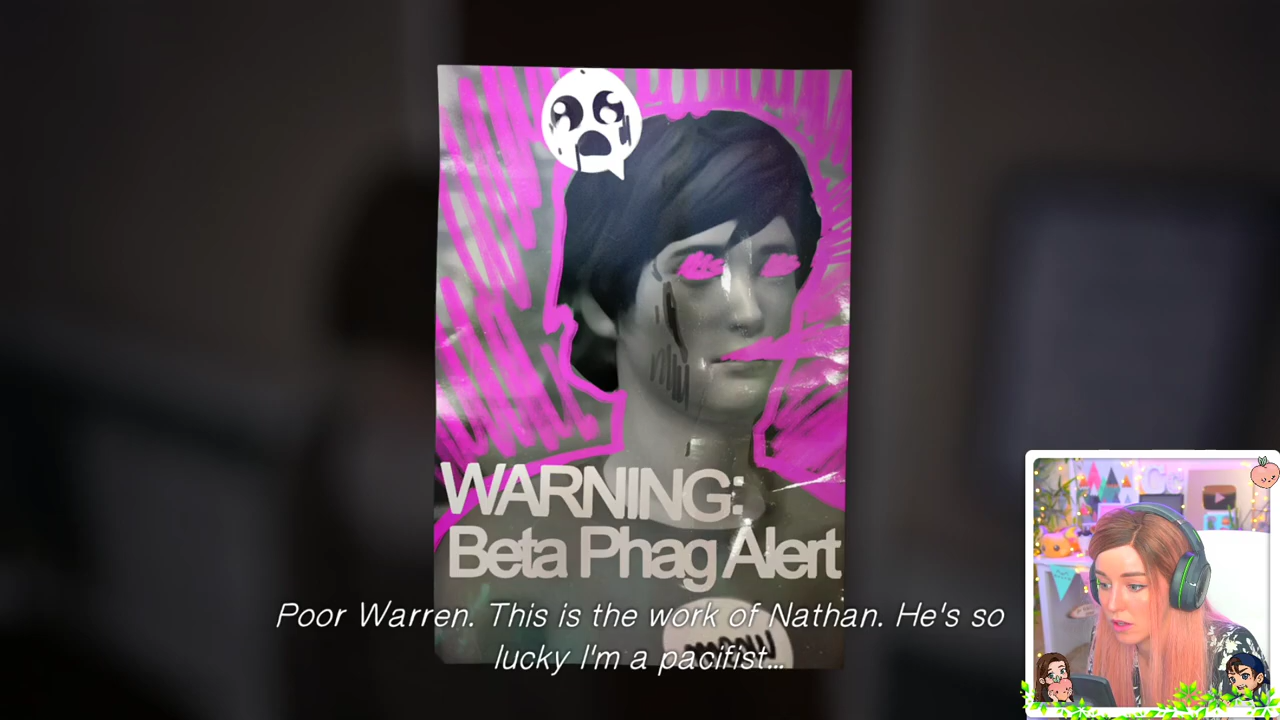 WARNING:
Beta Phag Alert
Poor Warren. This is the work of Nathan. He's so
lucky I'm a pacifist...